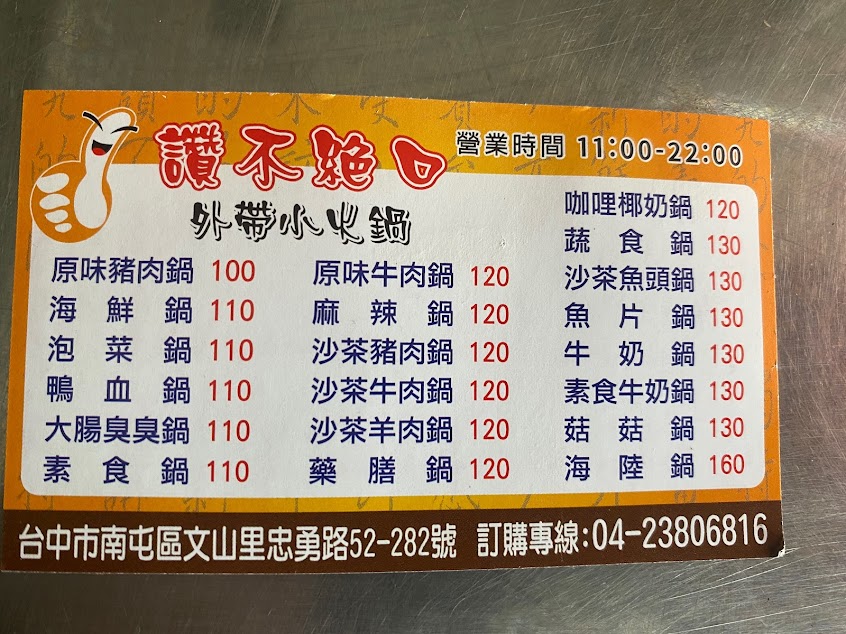 讚不絕口
營業時間 11:00-22:00
外帶小火鍋
原味豬肉鍋 100
海鮮鍋 110
泡菜鍋 110
鴨血鍋 110
大腸臭臭鍋 110
素食鍋 110
原味牛肉鍋 120
麻辣鍋 120
沙茶豬肉鍋 120
沙茶牛肉鍋 120
沙茶羊肉鍋 120
藥膳鍋 120
咖哩椰奶鍋 120
蔬食鍋 130
沙茶魚頭鍋 130
魚片鍋 130
牛奶鍋 130
素食牛奶鍋 130
菇菇鍋 130
海陸鍋 160
台中市南屯區文山里忠勇路52-282號 訂購專線:04-23806816